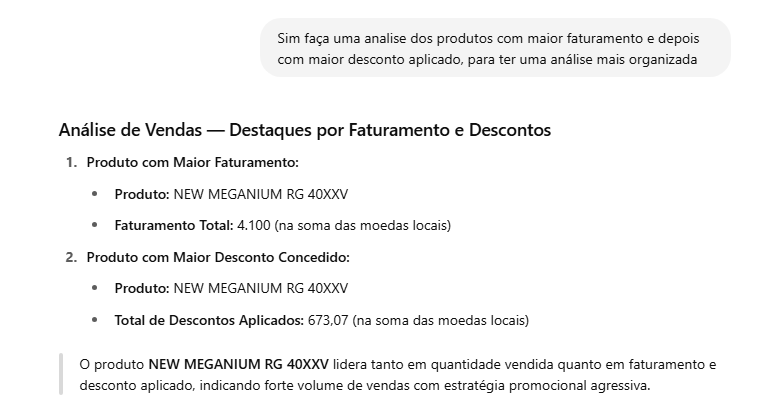 Sim faça uma analise dos produtos com maior faturamento e depois
com maior desconto aplicado, para ter uma análise mais organizada
Análise de Vendas — Destaques por Faturamento e Descontos
1. Produto com Maior Faturamento:
• Produto: NEW MEGANIUM RG 40XXV
• Faturamento Total: 4.100 (na soma das moedas locais)
2. Produto com Maior Desconto Concedido:
• Produto: NEW MEGANIUM RG 40XXV
• Total de Descontos Aplicados: 673,07 (na soma das moedas locais)
O produto NEW MEGANIUM RG 40XXV lidera tanto em quantidade vendida quanto em faturamento e
desconto aplicado, indicando forte volume de vendas com estratégia promocional agressiva.